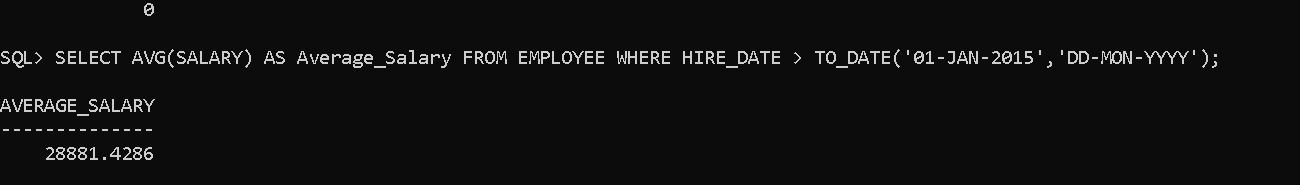 0
SQL> SELECT AVG(SALARY) AS Average_Salary FROM EMPLOYEE WHERE HIRE_DATE > TO_DATE('01-JAN-2015','DD-MON-YYYY');
AVERAGE_SALARY
--------------
28881.4286